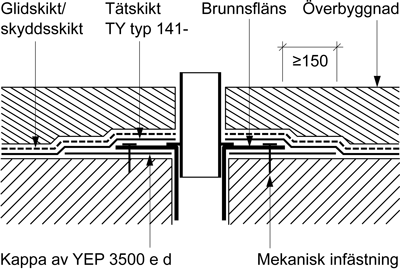 Glidskikt/
skyddsskikt
Tätskikt
TY typ 141-
Brunnsfläns
Överbyggnad
≥150
Kappa av YEP 3500 e d
Mekanisk infästning